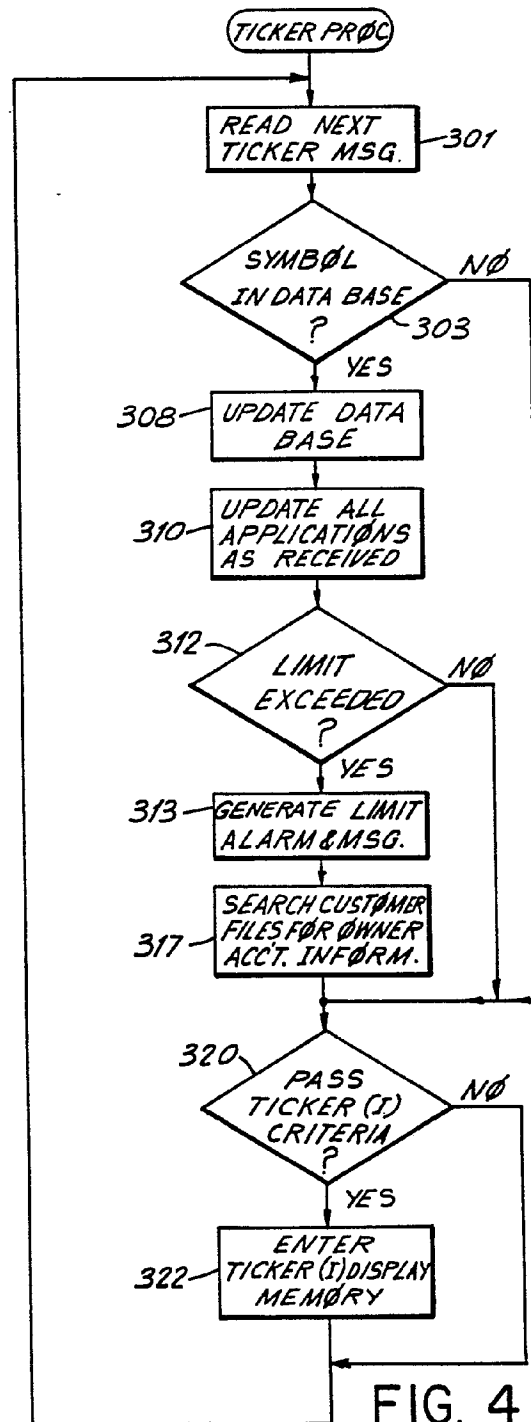 TICKER PRØC
READ NEXT
TICKER MSG.
301
SYMBØL
IN DATA BASE
?
NØ
303
YES
308
UPDATE DATA
BASE
310
UPDATE ALL
APPLICATIØNS
AS RECEIVED
312
LIMIT
EXCEEDED
?
NØ
YES
313
GENERATE LIMIT
ALARM & MSG.
317
SEARCH CUSTØMER
FILES FØR ØWNER
ACC'T. INFØRM.
320
PASS
TICKER (I)
CRITERIA
?
NØ
YES
322
ENTER
TICKER (I) DISPLAY
MEMØRY
FIG. 4